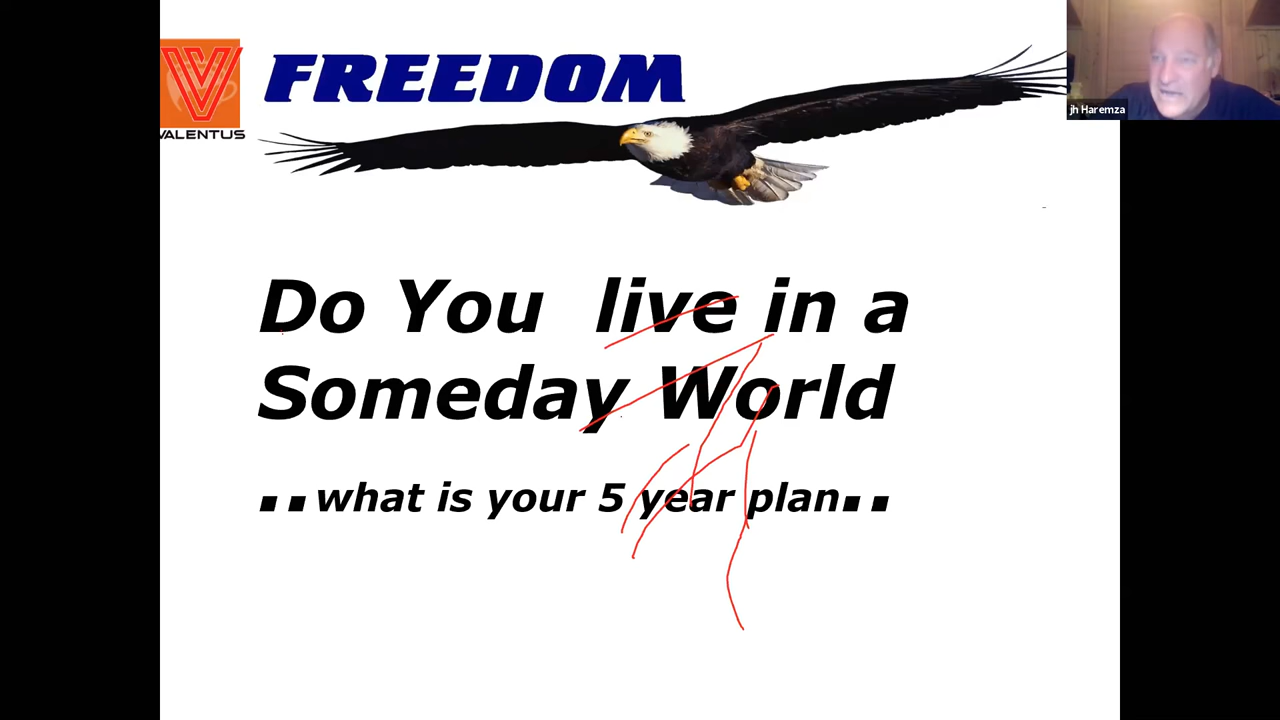 VALENTUS
FREEDOM
jh Haremza
Do You live in a
Someday World
..what is your 5 year plan..